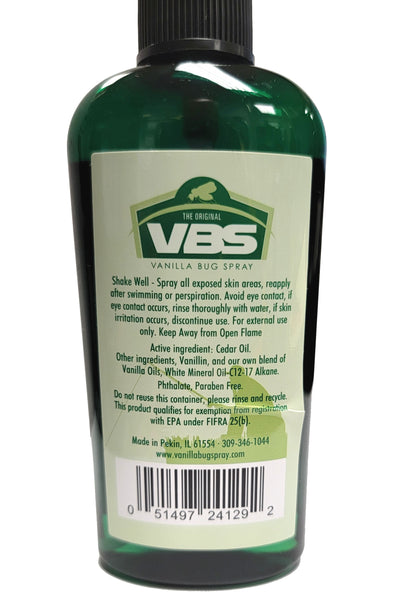 THE ORIGINAL
VBS
VANILLA BUG SPRAY
Shake Well - Spray all exposed skin areas, reapply
after swimming or perspiration. Avoid eye contact, if
eye contact occurs, rinse thoroughly with water, if skin
irritation occurs, discontinue use. For external use
only. Keep Away from Open Flame
Active ingredient: Cedar Oil.
Other ingredients, Vanillin, and our own blend of
Vanilla Oils, White Mineral Oil-C12-17 Alkane.
Phthalate, Paraben Free.
Do not reuse this container, please rinse and recycle.
This product qualifies for exemption from registration
with EPA under FIFRA 25(b).
Made in Pekin, IL 61554 · 309-346-1044
www.vanillabugspray.com
0 51497 24129 2